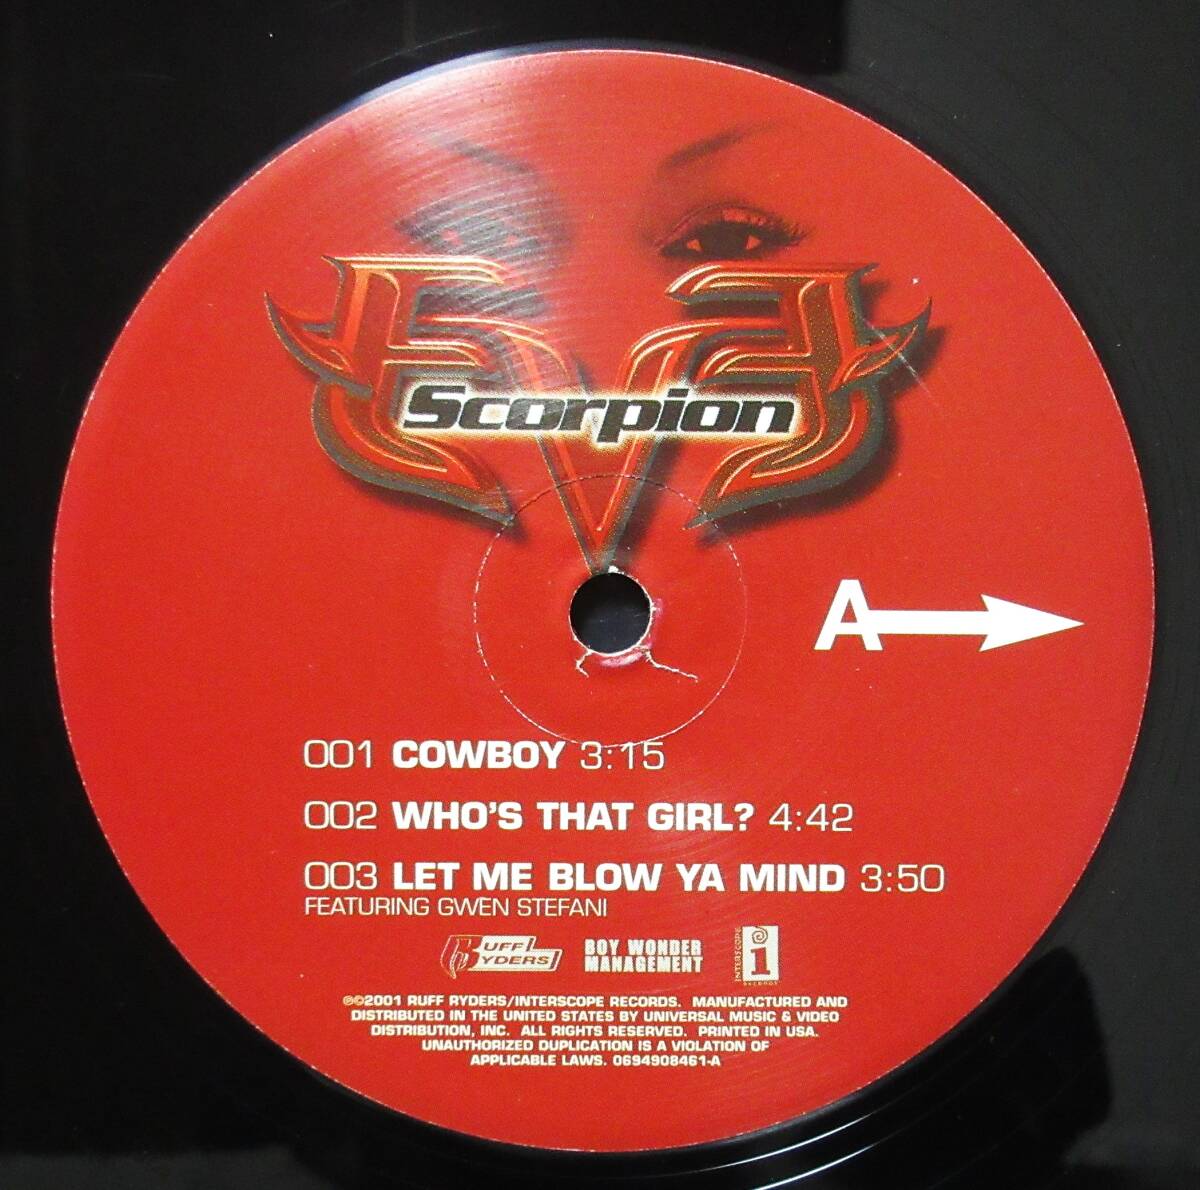 EVE
Scorpion
A
001 COWBOY 3:15
002 WHO'S THAT GIRL? 4:42
003 LET ME BLOW YA MIND 3:50
FEATURING GWEN STEFANI
RUFF
RYDERS
BOY WONDER
MANAGEMENT
INTERSCOPE
i
RECORDS
℗©2001 RUFF RYDERS/INTERSCOPE RECORDS. MANUFACTURED AND
DISTRIBUTED IN THE UNITED STATES BY UNIVERSAL MUSIC & VIDEO
DISTRIBUTION, INC. ALL RIGHTS RESERVED. PRINTED IN USA.
UNAUTHORIZED DUPLICATION IS A VIOLATION OF
APPLICABLE LAWS. 0694908461-A